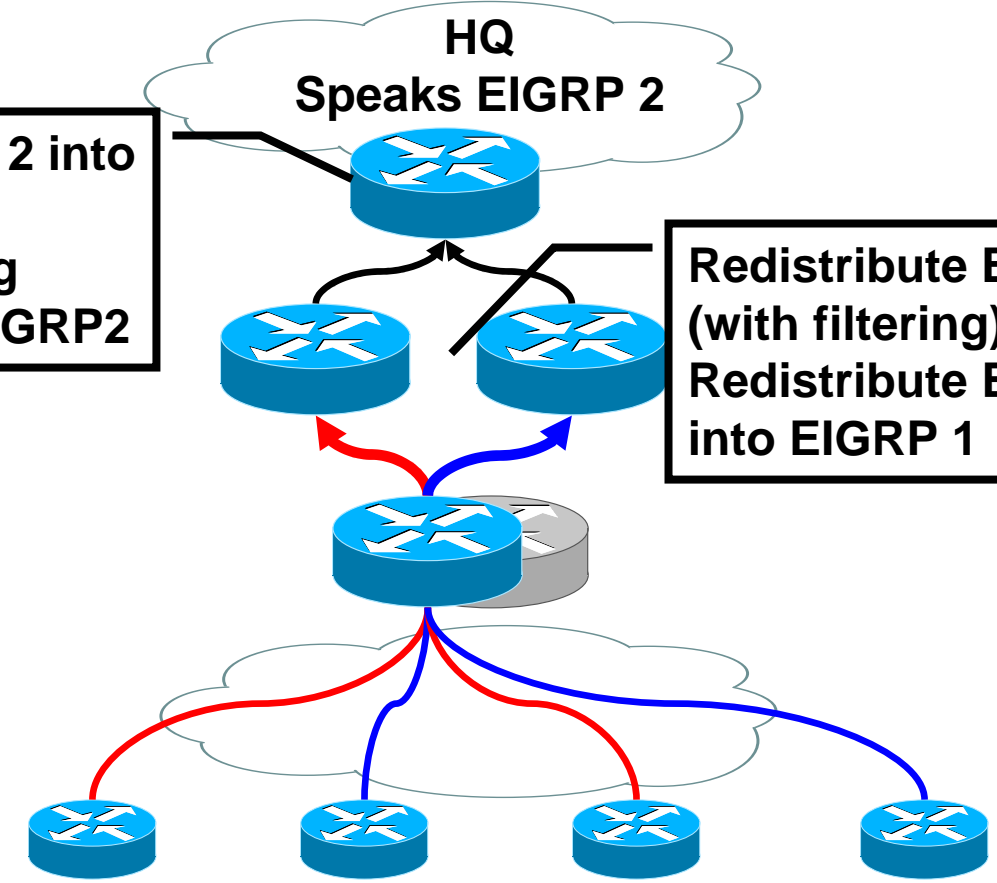 HQ
Speaks EIGRP 2
2 into
g
GRP2
Redistribute E
(with filtering)
Redistribute E
into EIGRP 1